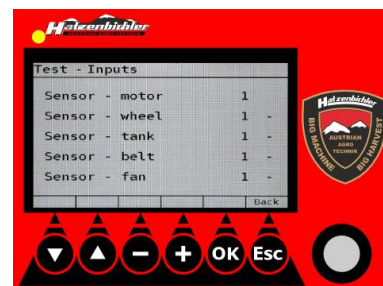 Hatzenbichler
Test - Inputs
Sensor - motor 1
Sensor - wheel 1 -
Sensor - tank 1 -
Sensor - belt 1 -
Sensor - fan 1 -
Back
OK Esc
Hatzenbichler
AUSTRIAN
AGRO
TECHNIK
BIG MACHINE
BIG HARVEST